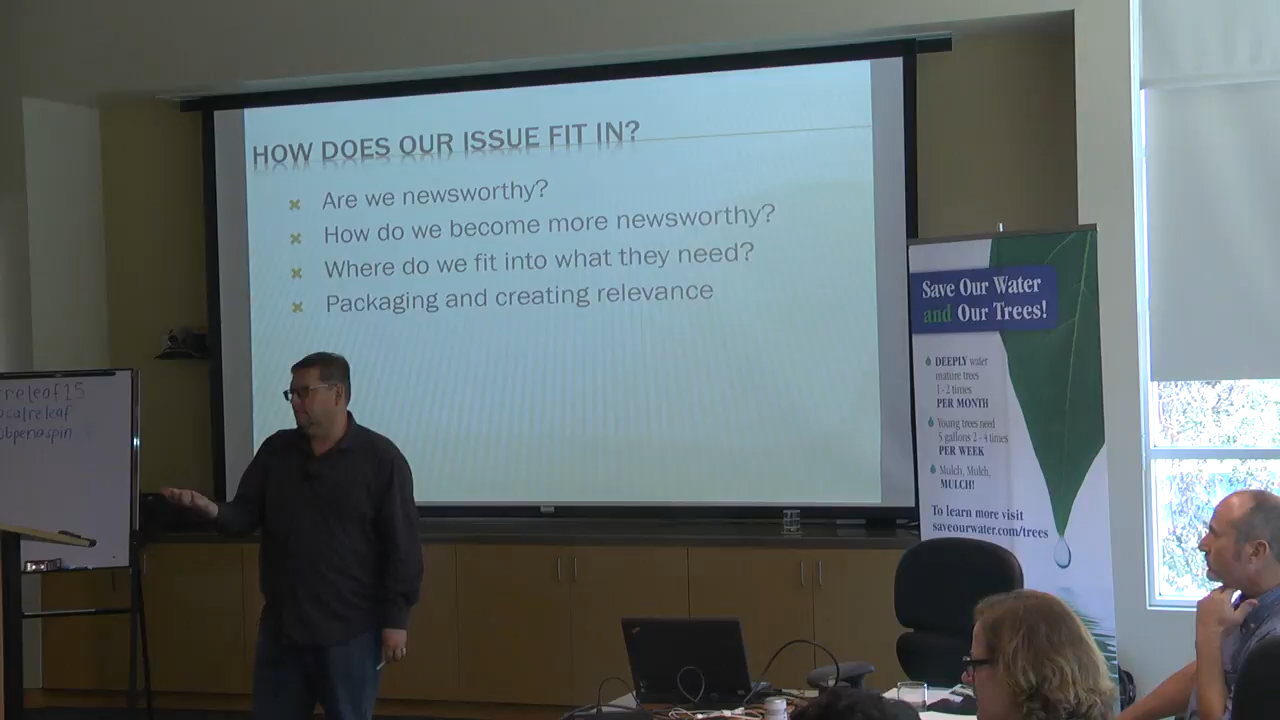 HOW DOES OUR ISSUE FIT IN?
Are we newsworthy?
How do we become more newsworthy?
Where do we fit into what they need?
Packaging and creating relevance
Save Our Water
and Our Trees!
DEEPLY water
mature trees
1-2 times
PER MONTH
Young trees need
5 gallons 2-4 times
PER WEEK
Mulch, Mulch,
MULCH!
To learn more visit
saveourwater.com/trees